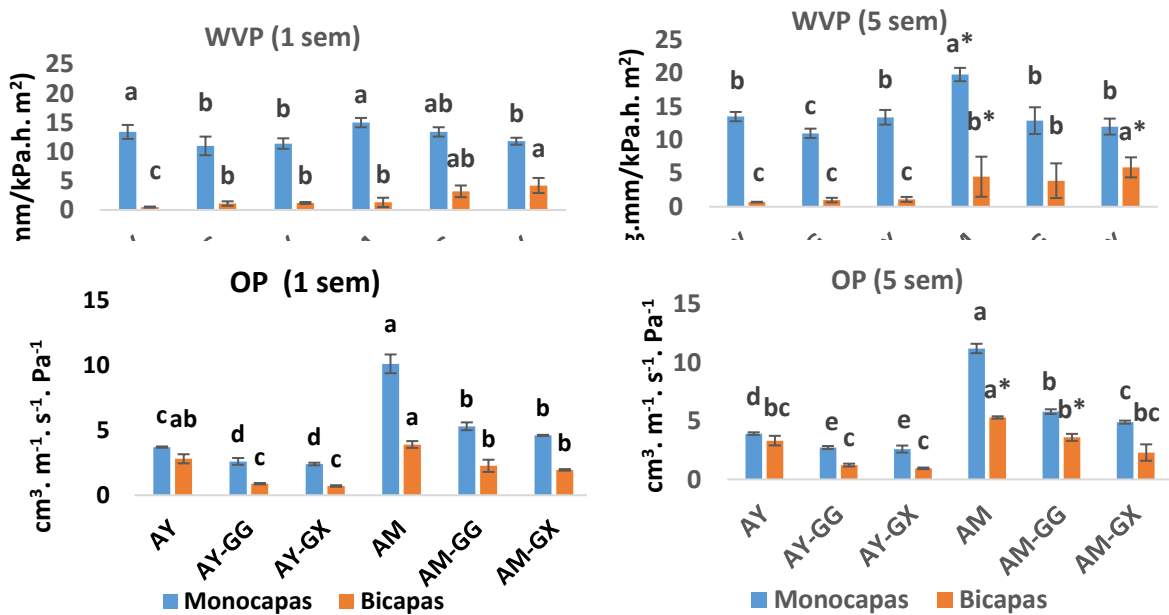 WVP (1 sem)
mm/kPa.h. m²)
25
20
15
10
5
0
a b b a ab b
c b b b ab a
WVP (5 sem)
g.mm/kPa.h. m²)
25
20
15
10
5
0
b c b a* b b
c c c b* b a*
OP (1 sem)
cm³. m⁻¹. s⁻¹. Pa⁻¹
15
10
5
0
c d d a b b
ab c c a b b
AY AY-GG AY-GX AM AM-GG AM-GX
Monocapas Bicapas
OP (5 sem)
cm³. m⁻¹. s⁻¹. Pa⁻¹
15
10
5
0
d e e a b c
bc c c a* b* bc
AY AY-GG AY-GX AM AM-GG AM-GX
Monocapas Bicapas